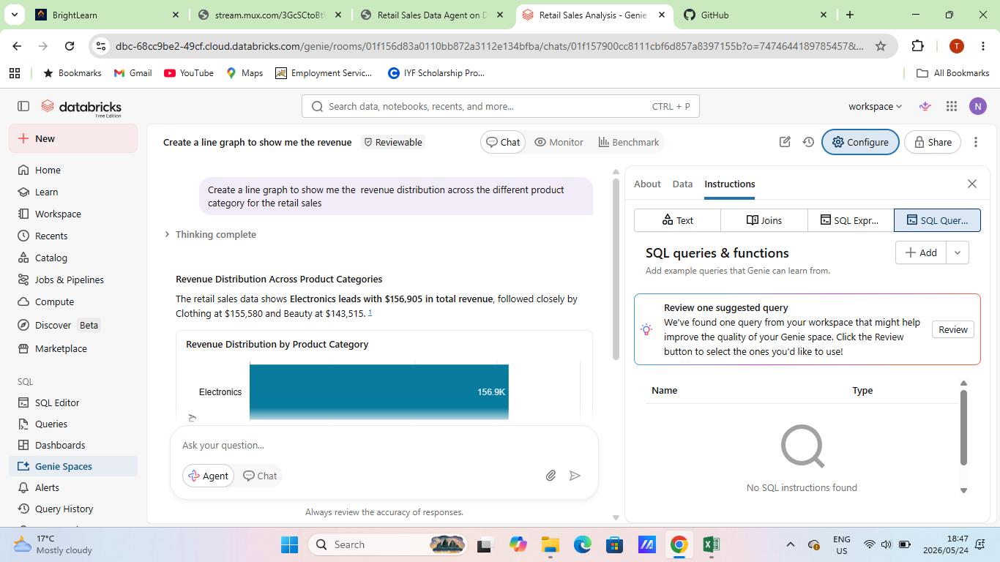 BrightLearn
stream.mux.com/3GcSCtoBt
Retail Sales Data Agent on D
Retail Sales Analysis - Genie
GitHub
dbc-68cc9be2-49cf.cloud.databricks.com/genie/rooms/01f156d83a0110bb872a3112e134bfba/chats/01f157900cc8111cbf6d857a8397155b?o=7474644189785457&...
T
Bookmarks
Gmail
YouTube
Maps
Employment Servic...
IYF Scholarship Pro...
All Bookmarks
databricks
Free Edition
Search data, notebooks, recents, and more...
CTRL + P
workspace
N
New
Home
Learn
Workspace
Recents
Catalog
Jobs & Pipelines
Compute
Discover Beta
Marketplace
SQL
SQL Editor
Queries
Dashboards
Genie Spaces
Alerts
Query History
Create a line graph to show me the revenue
Reviewable
Chat
Monitor
Benchmark
Configure
Share
Create a line graph to show me the revenue distribution across the different product
category for the retail sales
Thinking complete
Revenue Distribution Across Product Categories
The retail sales data shows Electronics leads with $156,905 in total revenue, followed closely by
Clothing at $155,580 and Beauty at $143,515. 1
Revenue Distribution by Product Category
Electronics
156.9K
Ask your question...
Agent
Chat
Always review the accuracy of responses.
About
Data
Instructions
Text
Joins
SQL Expr...
SQL Quer...
SQL queries & functions
Add example queries that Genie can learn from.
Add
Review one suggested query
We've found one query from your workspace that might help
improve the quality of your Genie space. Click the Review
button to select the ones you'd like to use!
Review
Name
Type
No SQL instructions found
17°C
Mostly cloudy
Search
ENG
US
18:47
2026/05/24